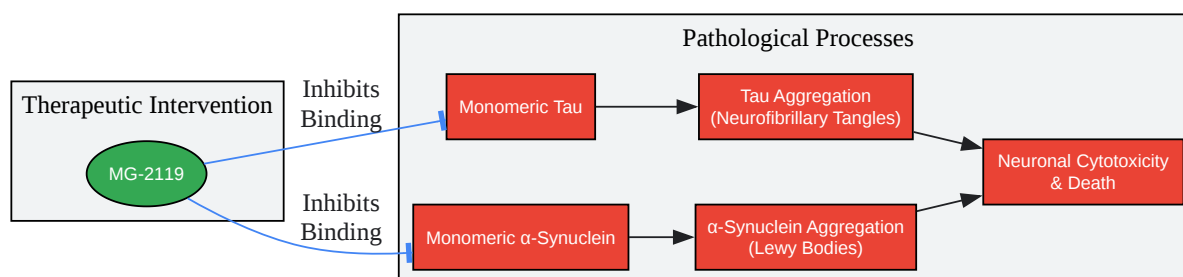 Pathological Processes
Therapeutic Intervention
MG-2119
Inhibits
Binding
Inhibits
Binding
Monomeric Tau
Tau Aggregation
(Neurofibrillary Tangles)
Monomeric α-Synuclein
α-Synuclein Aggregation
(Lewy Bodies)
Neuronal Cytotoxicity
& Death